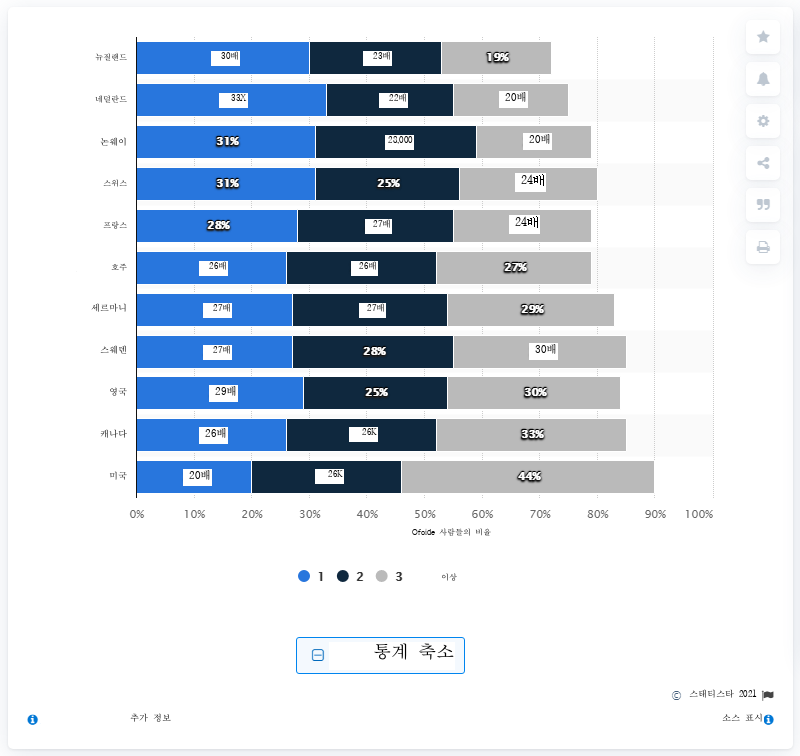 뉴질랜드 30배 23배 19%
네덜란드 33X 22배 20배
논웨이 31% 23,000 20배
스위스 31% 25% 24배
프랑스 28% 27배 24배
호주 26배 26배 27%
제르마니 27배 27배 29%
스웨덴 27배 28% 30배
영국 29배 25% 30%
캐나다 26배 26K 33%
미국 20배 26K 44%
0% 10% 20% 30% 40% 50% 60% 70% 80% 90% 100%
Ofolde 사람들의 비율
1 2 3 이상
통계 축소
© 스태티스타 2021
추가 정보 소스 표시